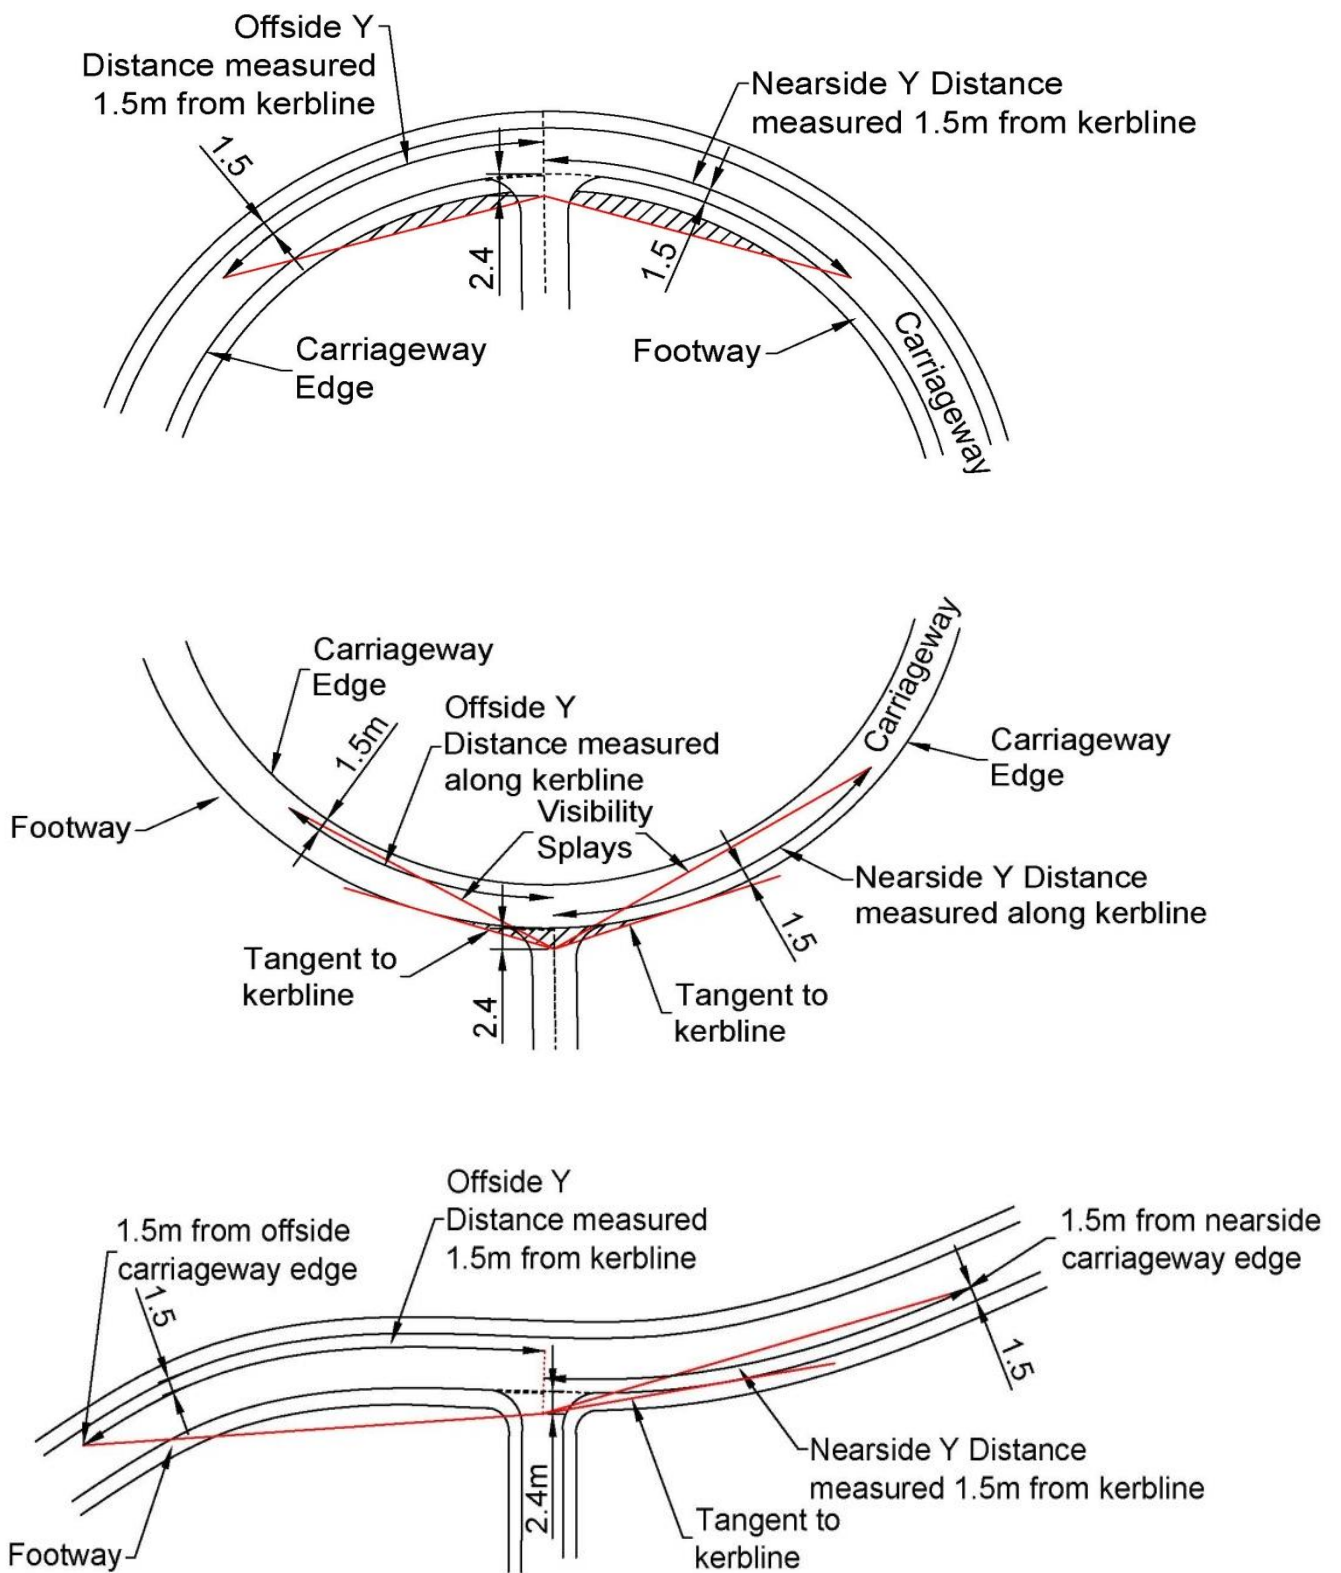 Offside Y
Distance measured
1.5m from kerbline
Nearside Y Distance
measured 1.5m from kerbline
1.5
2.4
1.5
Carriageway
Edge
Footway
Carriageway
Carriageway
Edge
Offside Y
Distance measured
along kerbline
1.5m
Visibility
Splays
Footway
Carriageway
Carriageway
Edge
Nearside Y Distance
measured along kerbline
1.5
Tangent to
kerbline
2.4
Tangent to
kerbline
Offside Y
Distance measured
1.5m from kerbline
1.5m from offside
carriageway edge
1.5
1.5m from nearside
carriageway edge
1.5
Nearside Y Distance
measured 1.5m from kerbline
2.4m
Tangent to
kerbline
Footway